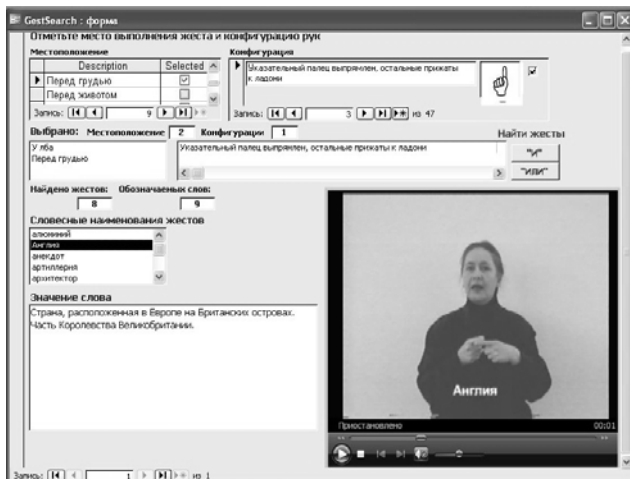 GestSearch : форма
Отметьте место выполнения жеста и конфигурацию рук
Местоположение
Конфигурация
Description Selected
Перед грудью
Перед животом
Указательный палец выпрямлен, остальные прижаты
к ладони
Запись: 9
Запись: 3 из 47
Выбрано: Местоположение 2 Конфигурации 1
Найти жесты
У лба
Перед грудью
Указательный палец выпрямлен, остальные прижаты к ладони
"И"
"ИЛИ"
Найдено жестов: Обозначаемых слов:
8 9
Словесные наименования жестов
алюминий
Англия
анекдот
артиллерия
архитектор
Значение слова
Страна, расположенная в Европе на Британских островах.
Часть Королевства Великобритании.
Англия
Приостановлено 00:01
Запись: 1 из 1